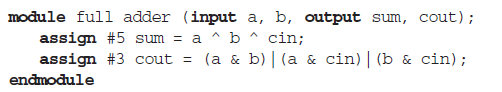 module full adder (input a, b, output sum, cout);
assign #5 sum = a ^ b ^ cin;
assign #3 cout = (a & b)|(a & cin)|(b & cin);
endmodule